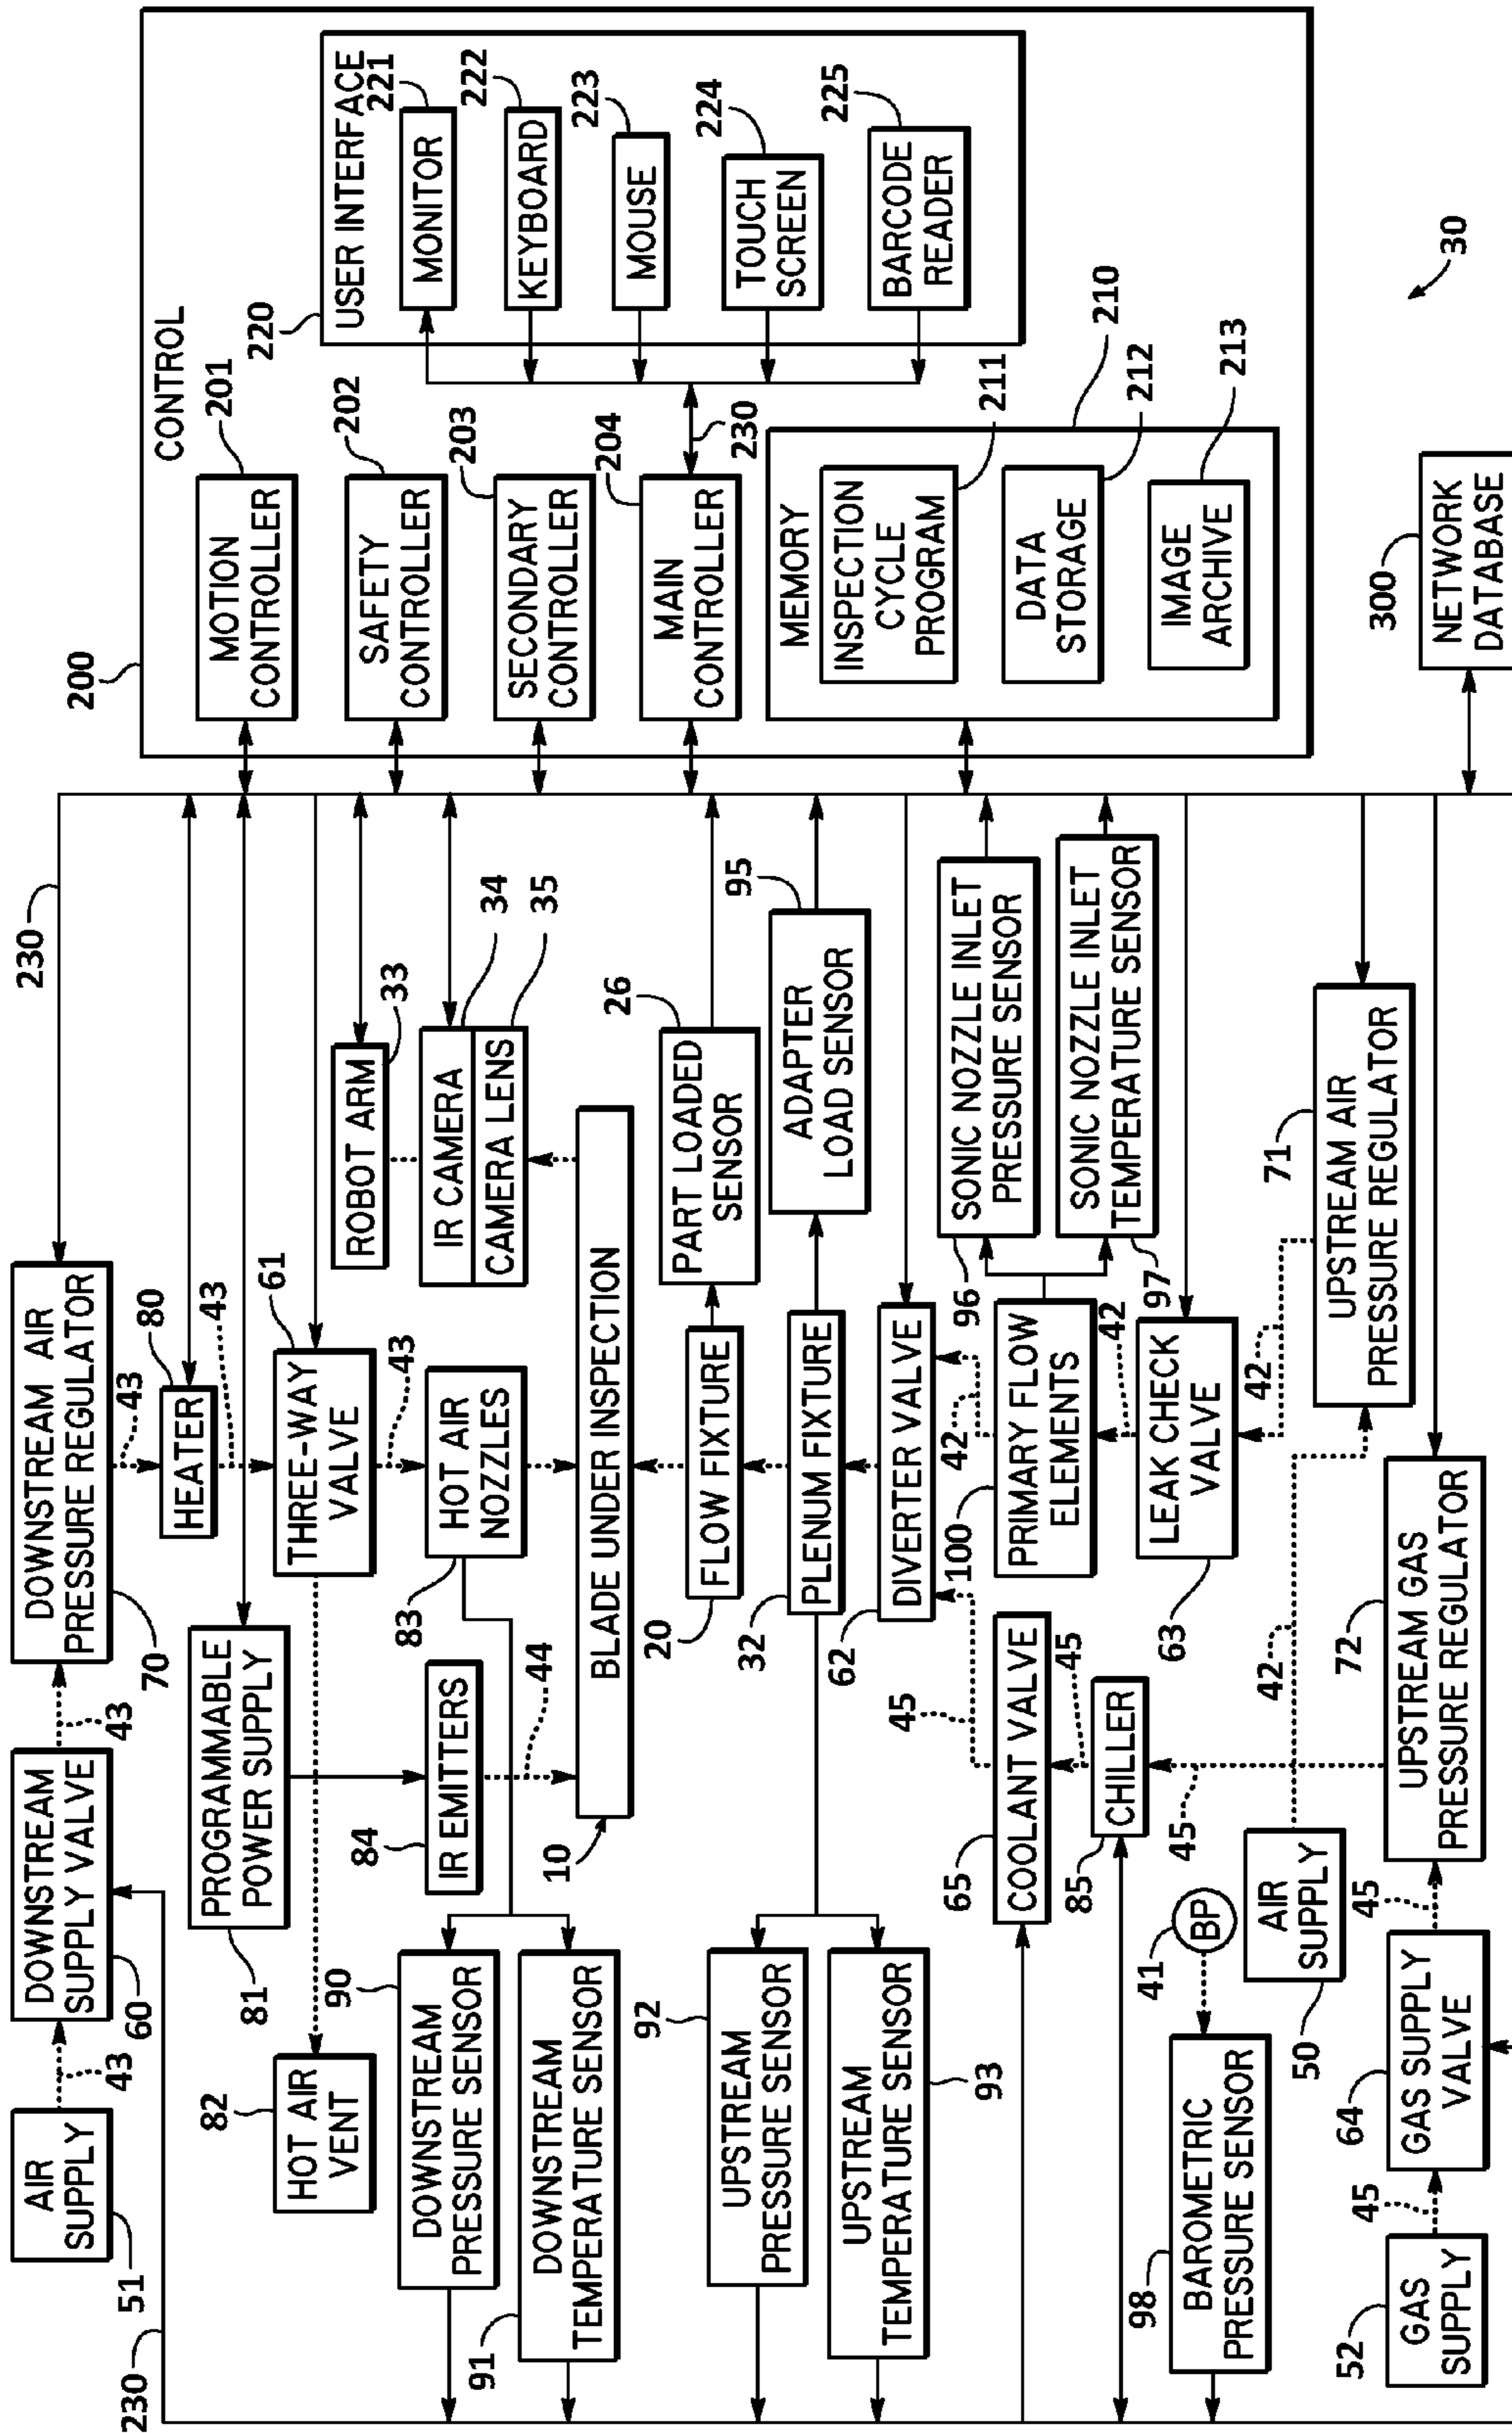 AIR
SUPPLY
51
43
DOWNSTREAM
SUPPLY VALVE
60
43
DOWNSTREAM AIR
PRESSURE REGULATOR
70
43
230
230
HEATER
80
43
PROGRAMMABLE
POWER SUPPLY
81
HOT AIR
VENT
82
THREE-WAY
VALVE
61
43
HOT AIR
NOZZLES
83
IR EMITTERS
84
44
ROBOT ARM
33
IR CAMERA
34
CAMERA LENS
35
DOWNSTREAM
PRESSURE SENSOR
90
DOWNSTREAM
TEMPERATURE SENSOR
91
BLADE UNDER INSPECTION
10
FLOW FIXTURE
20
PART LOADED
SENSOR
26
UPSTREAM
PRESSURE SENSOR
92
UPSTREAM
TEMPERATURE SENSOR
93
PLENUM FIXTURE
32
ADAPTER
LOAD SENSOR
95
DIVERTER VALVE
62
45
42
COOLANT VALVE
65
45
PRIMARY FLOW
ELEMENTS
100
42
SONIC NOZZLE INLET
PRESSURE SENSOR
96
SONIC NOZZLE INLET
TEMPERATURE SENSOR
97
CHILLER
85
45
LEAK CHECK
VALVE
63
42
BP
41
BAROMETRIC
PRESSURE SENSOR
98
AIR
SUPPLY
50
42
UPSTREAM AIR
PRESSURE REGULATOR
71
GAS
SUPPLY
52
45
GAS SUPPLY
VALVE
64
45
UPSTREAM GAS
PRESSURE REGULATOR
72
CONTROL
200
MOTION
CONTROLLER
201
SAFETY
CONTROLLER
202
SECONDARY
CONTROLLER
203
MAIN
CONTROLLER
204
230
USER INTERFACE
220
MONITOR
221
KEYBOARD
222
MOUSE
223
TOUCH
SCREEN
224
BARCODE
READER
225
MEMORY
210
INSPECTION
CYCLE
PROGRAM
211
DATA
STORAGE
212
IMAGE
ARCHIVE
213
NETWORK
DATABASE
300
30